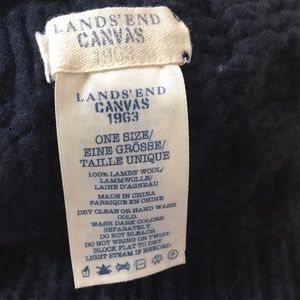 LANDS' END
CANVAS
1963
LANDS' END
CANVAS
1963
ONE SIZE/
EINE GRÖSSE/
TAILLE UNIQUE
100% LAMBS' WOOL/
LAMMWOLLE/
LAINE D'AGNEAU
MADE IN CHINA
FABRIQUE EN CHINE
DRY CLEAN OR HAND WASH
COLD.
WASH DARK COLORS
SEPARATELY.
DO NOT BLEACH.
DO NOT WRING OR TWIST.
BLOCK FLAT TO DRY.
LIGHT STEAM IF NEEDED.